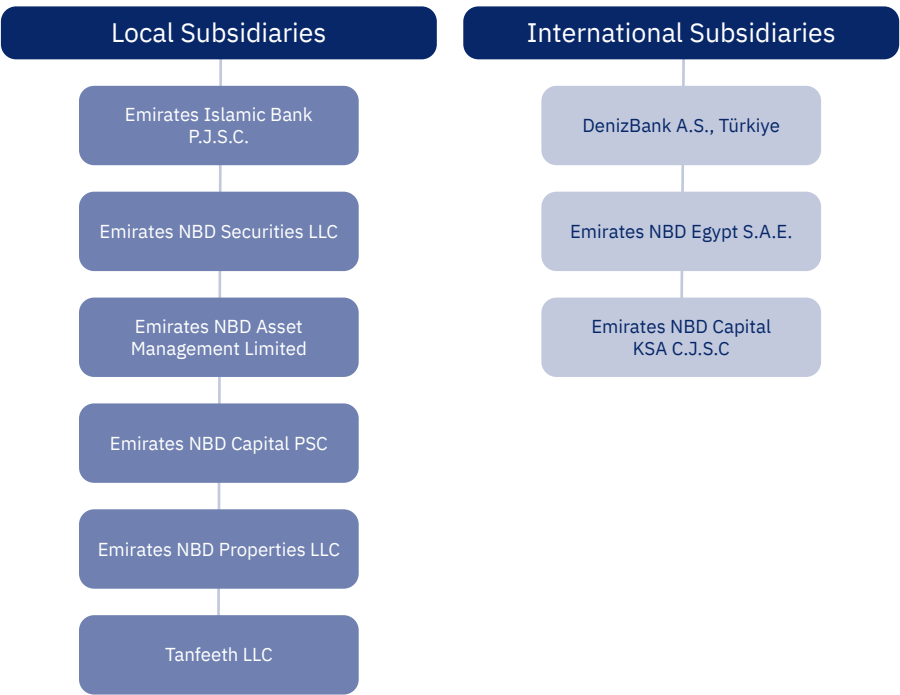 Local Subsidiaries
Emirates Islamic Bank
P.J.S.C.
Emirates NBD Securities LLC
Emirates NBD Asset
Management Limited
Emirates NBD Capital PSC
Emirates NBD Properties LLC
Tanfeeth LLC
International Subsidiaries
DenizBank A.S., Türkiye
Emirates NBD Egypt S.A.E.
Emirates NBD Capital
KSA C.J.S.C